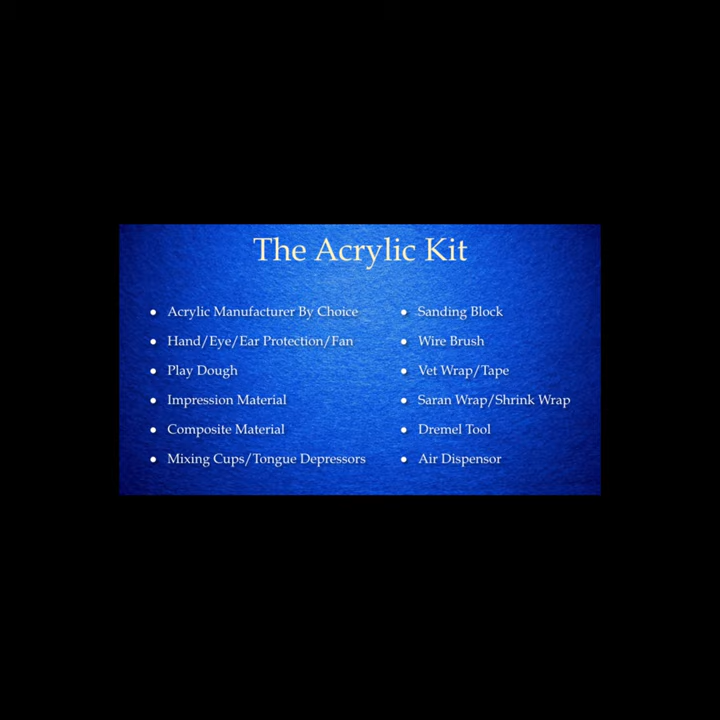 The Acrylic Kit
• Acrylic Manufacturer By Choice
• Hand/Eye/Ear Protection/Fan
• Play Dough
• Impression Material
• Composite Material
• Mixing Cups/Tongue Depressors
• Sanding Block
• Wire Brush
• Vet Wrap/Tape
• Saran Wrap/Shrink Wrap
• Dremel Tool
• Air Dispensor